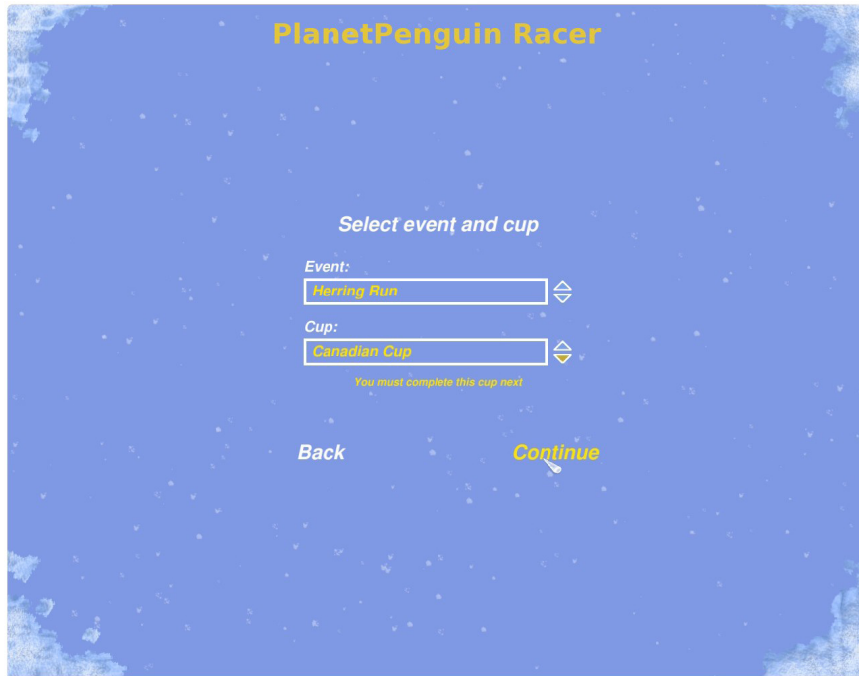 PlanetPenguin Racer
Select event and cup
Event:
Herring Run
Cup:
Canadian Cup
You must complete this cup next
Back Continue